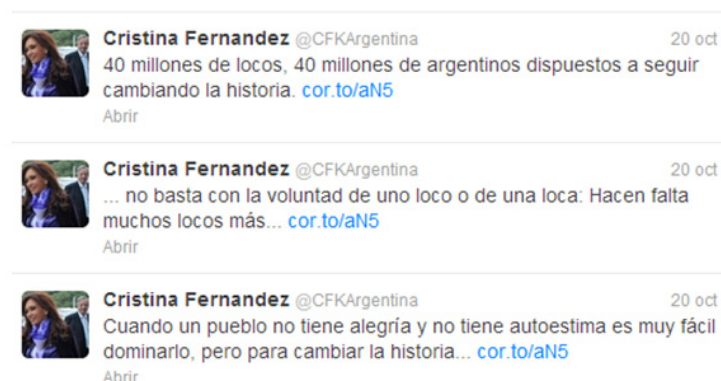 Cristina Fernandez @CFKArgentina 20 oct
40 millones de locos, 40 millones de argentinos dispuestos a seguir
cambiando la historia. cor.to/aN5
Abrir
Cristina Fernandez @CFKArgentina 20 oct
... no basta con la voluntad de uno loco o de una loca: Hacen falta
muchos locos más... cor.to/aN5
Abrir
Cristina Fernandez @CFKArgentina 20 oct
Cuando un pueblo no tiene alegría y no tiene autoestima es muy fácil
dominarlo, pero para cambiar la historia... cor.to/aN5
Abrir